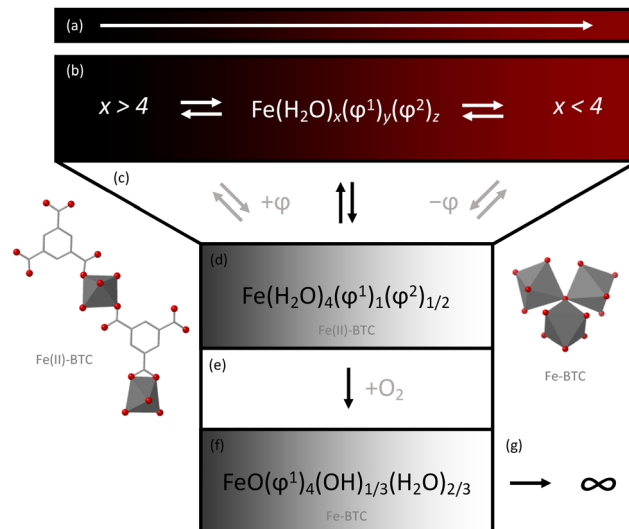 (a)
(b)
x > 4 ⇌ Fe(H₂O)ₓ(φ¹)ᵧ(φ²)z ⇌ x < 4
(c)
+φ
−φ
(d)
Fe(H₂O)₄(φ¹)₁(φ²)₁/₂
Fe(II)-BTC
Fe(II)-BTC
Fe-BTC
(e)
+O₂
(f)
FeO(φ¹)₄(OH)₁/₃(H₂O)₂/₃
Fe-BTC
(g)
→ ∞